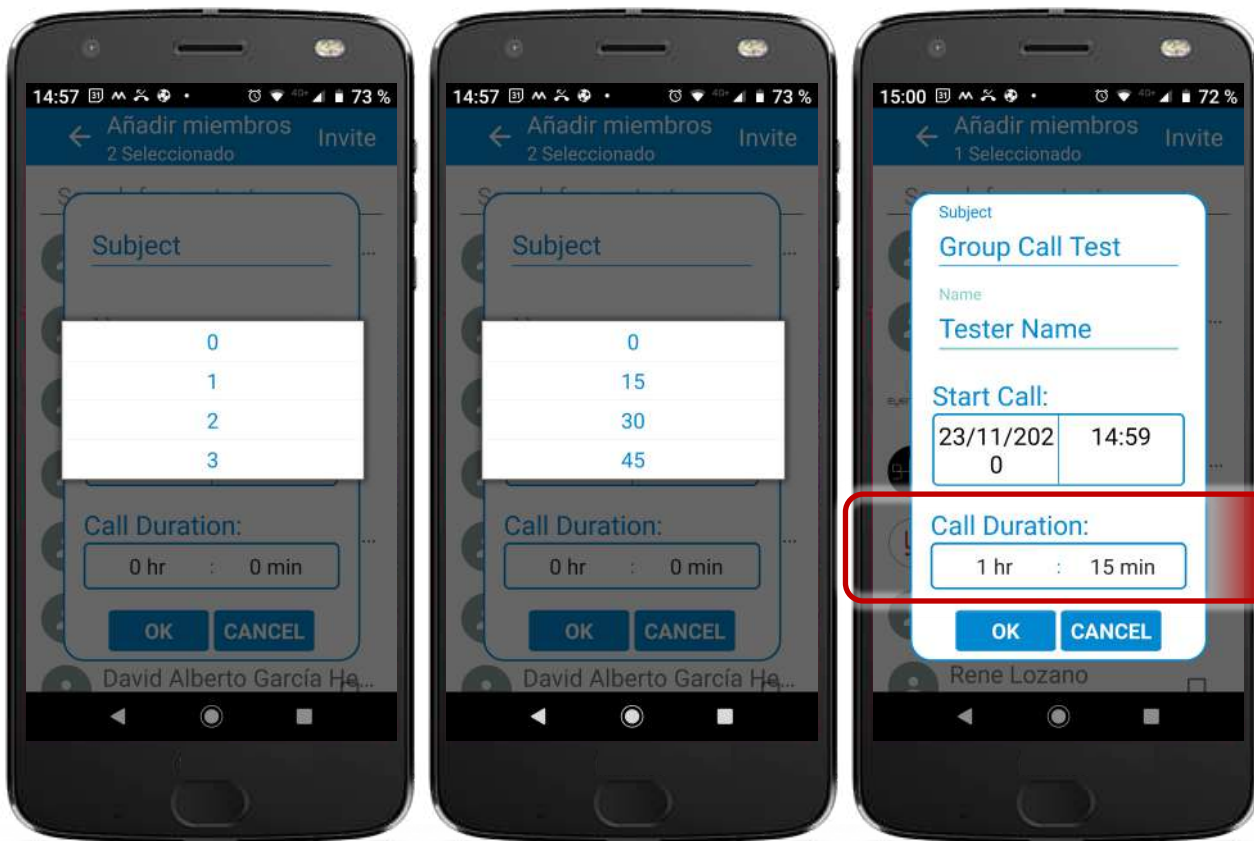 14:57 73 %
Añadir miembros
2 Seleccionado
Invite
Subject
0
1
2
3
Call Duration:
0 hr : 0 min
OK CANCEL
David Alberto García He...
14:57 73 %
Añadir miembros
2 Seleccionado
Invite
Subject
0
15
30
45
Call Duration:
0 hr : 0 min
OK CANCEL
David Alberto García He...
15:00 72 %
Añadir miembros
1 Seleccionado
Invite
Subject
Group Call Test
Name
Tester Name
Start Call:
23/11/202 14:59
0
Call Duration:
1 hr : 15 min
OK CANCEL
Rene Lozano